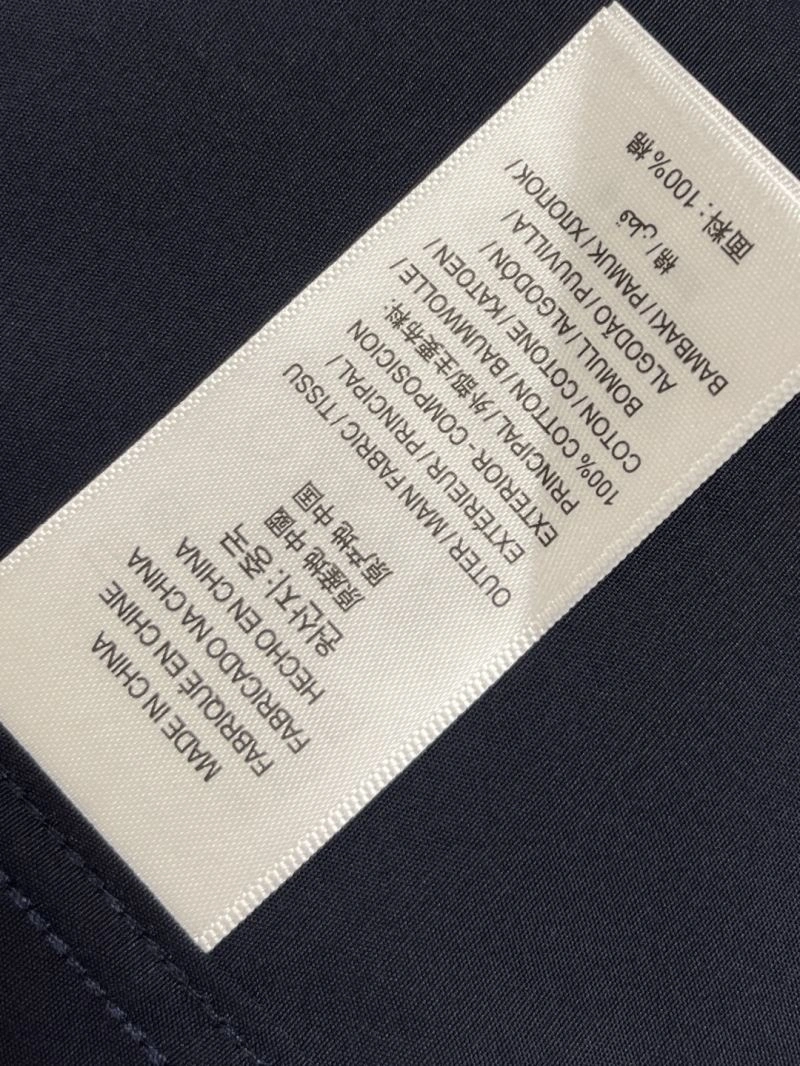 MADE IN CHINA
FABRIQUÉ EN CHINE
FABRICADO NA CHINA
HECHO EN CHINA
원산지: 중국
原產地 中國
原产地 中国
OUTER / MAIN FABRIC / TISSU
EXTÉRIEUR / PRINCIPAL /
EXTERIOR - COMPOSICION
PRINCIPAL / 外部/主要布料:
100% COTTON / BAUMWOLLE /
COTON / COTONE / KATOEN /
BOMULL / ALGODÓN /
ALGODÃO / PUUVILLA /
BAMBAKI / PAMUK / ХЛОПОК /
棉 / قطن
面料: 100% 棉